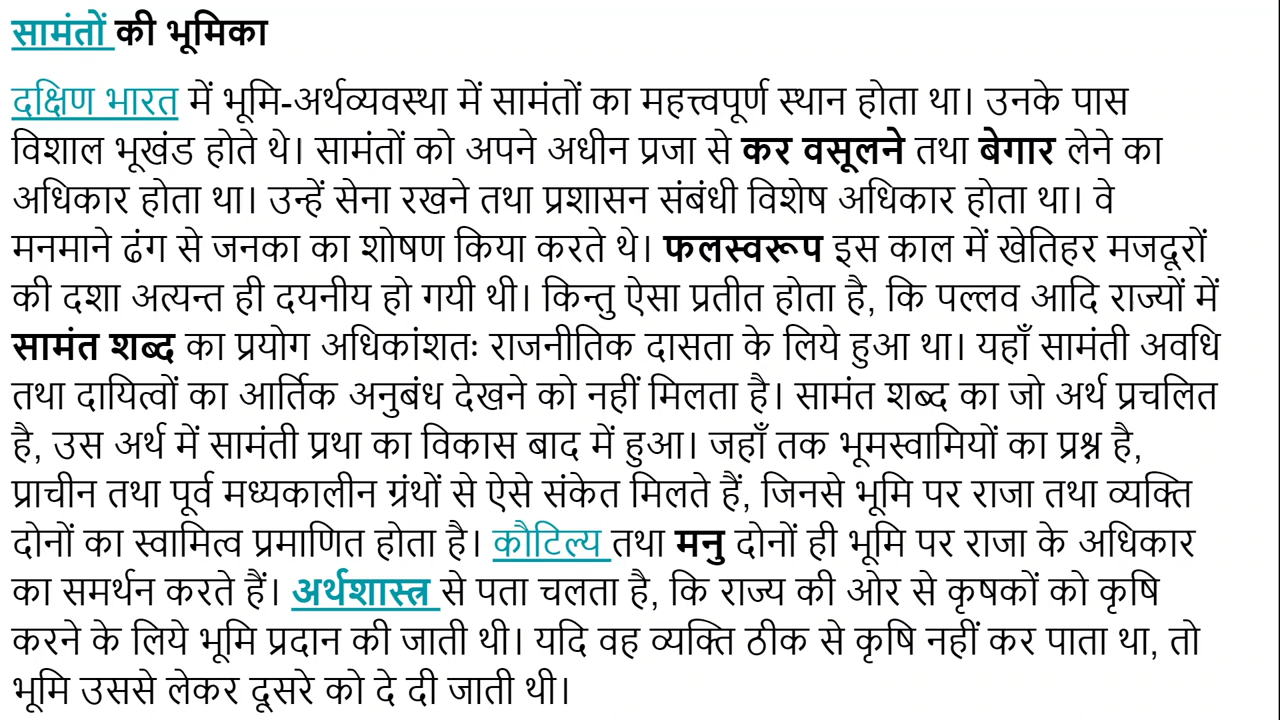 सामंतों की भूमिका
दक्षिण भारत में भूमि-अर्थव्यवस्था में सामंतों का महत्त्वपूर्ण स्थान होता था। उनके पास
विशाल भूखंड होते थे। सामंतों को अपने अधीन प्रजा से कर वसूलने तथा बेगार लेने का
अधिकार होता था। उन्हें सेना रखने तथा प्रशासन संबंधी विशेष अधिकार होता था। वे
मनमाने ढंग से जनका का शोषण किया करते थे। फलस्वरूप इस काल में खेतिहर मजदूरों
की दशा अत्यन्त ही दयनीय हो गयी थी। किन्तु ऐसा प्रतीत होता है, कि पल्लव आदि राज्यों में
सामंत शब्द का प्रयोग अधिकांशतः राजनीतिक दासता के लिये हुआ था। यहाँ सामंती अवधि
तथा दायित्वों का आर्तिक अनुबंध देखने को नहीं मिलता है। सामंत शब्द का जो अर्थ प्रचलित
है, उस अर्थ में सामंती प्रथा का विकास बाद में हुआ। जहाँ तक भूमस्वामियों का प्रश्न है,
प्राचीन तथा पूर्व मध्यकालीन ग्रंथों से ऐसे संकेत मिलते हैं, जिनसे भूमि पर राजा तथा व्यक्ति
दोनों का स्वामित्व प्रमाणित होता है। कौटिल्य तथा मनु दोनों ही भूमि पर राजा के अधिकार
का समर्थन करते हैं। अर्थशास्त्र से पता चलता है, कि राज्य की ओर से कृषकों को कृषि
करने के लिये भूमि प्रदान की जाती थी। यदि वह व्यक्ति ठीक से कृषि नहीं कर पाता था, तो
भूमि उससे लेकर दूसरे को दे दी जाती थी।